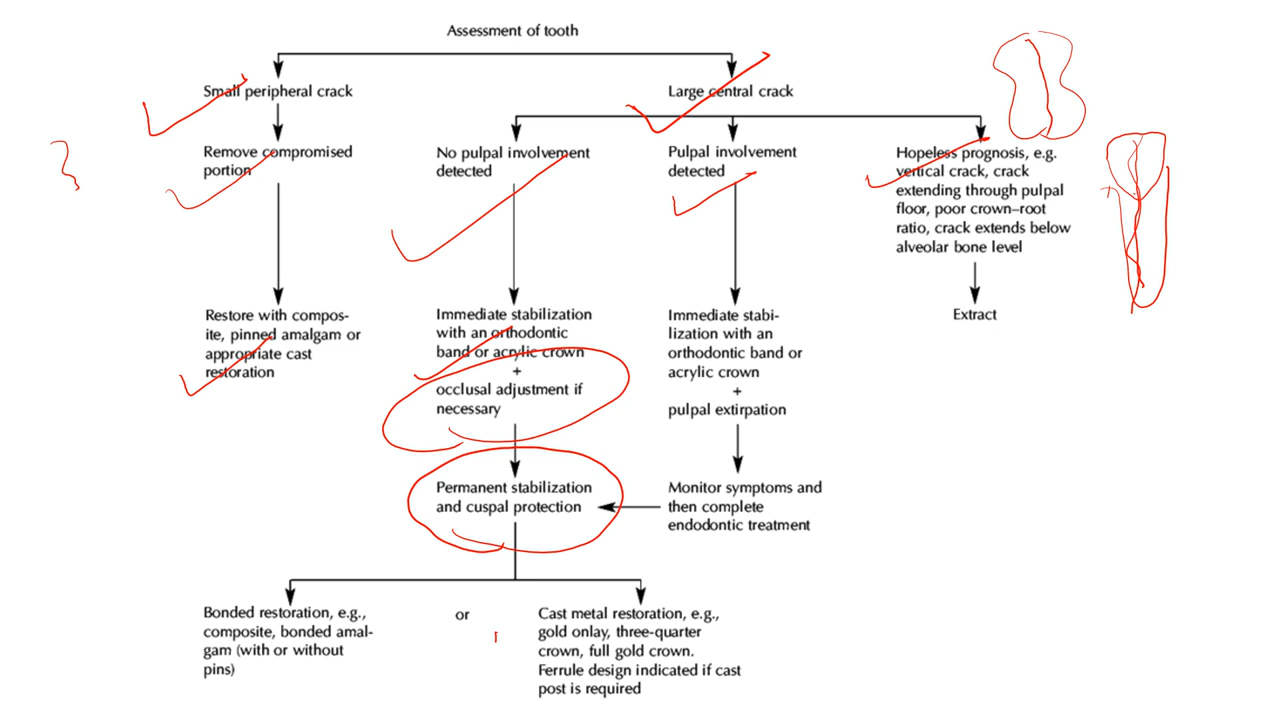 Assessment of tooth
Small peripheral crack
Large central crack
Remove compromised
portion
No pulpal involvement
detected
Pulpal involvement
detected
Hopeless prognosis, e.g.
vertical crack, crack
extending through pulpal
floor, poor crown–root
ratio, crack extends below
alveolar bone level
Restore with compos-
ite, pinned amalgam or
appropriate cast
restoration
Immediate stabilization
with an orthodontic
band or acrylic crown
+
occlusal adjustment if
necessary
Immediate stabi-
lization with an
orthodontic band or
acrylic crown
+
pulpal extirpation
Extract
Permanent stabilization
and cuspal protection
Monitor symptoms and
then complete
endodontic treatment
Bonded restoration, e.g.,
composite, bonded amal-
gam (with or without
pins)
or
Cast metal restoration, e.g.,
gold onlay, three-quarter
crown, full gold crown.
Ferrule design indicated if cast
post is required